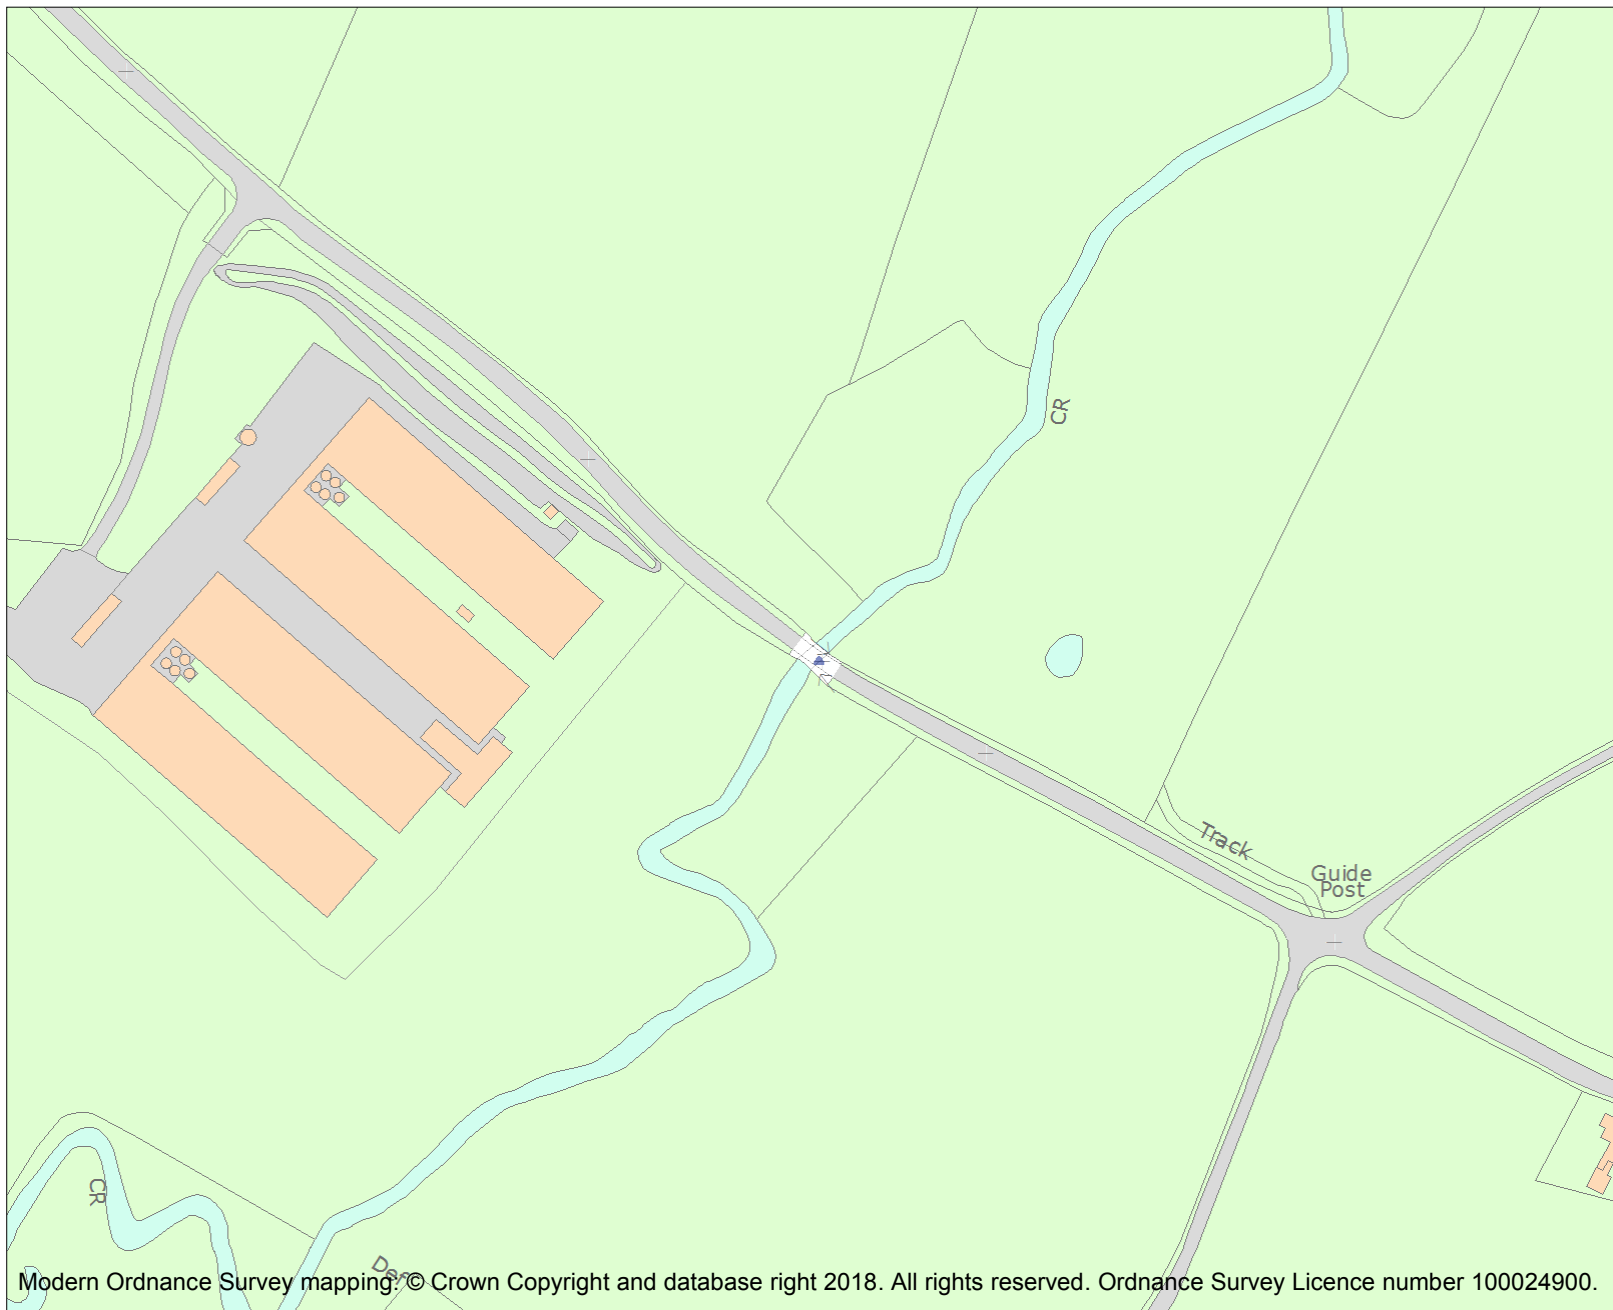 CR
Track
Guide
Post
CR
Def
Modern Ordnance Survey mapping: © Crown Copyright and database right 2018. All rights reserved. Ordnance Survey Licence number 100024900.